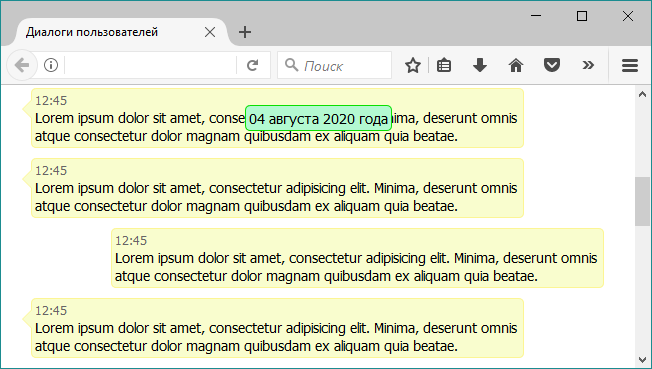 Диалоги пользователей
Поиск
12:45
Lorem ipsum dolor sit amet, conse
04 августа 2020 года
nima, deserunt omnis
atque consectetur dolor magnam quibusdam ex aliquam quia beatae.
12:45
Lorem ipsum dolor sit amet, consectetur adipisicing elit. Minima, deserunt omnis
atque consectetur dolor magnam quibusdam ex aliquam quia beatae.
12:45
Lorem ipsum dolor sit amet, consectetur adipisicing elit. Minima, deserunt omnis
atque consectetur dolor magnam quibusdam ex aliquam quia beatae.
12:45
Lorem ipsum dolor sit amet, consectetur adipisicing elit. Minima, deserunt omnis
atque consectetur dolor magnam quibusdam ex aliquam quia beatae.